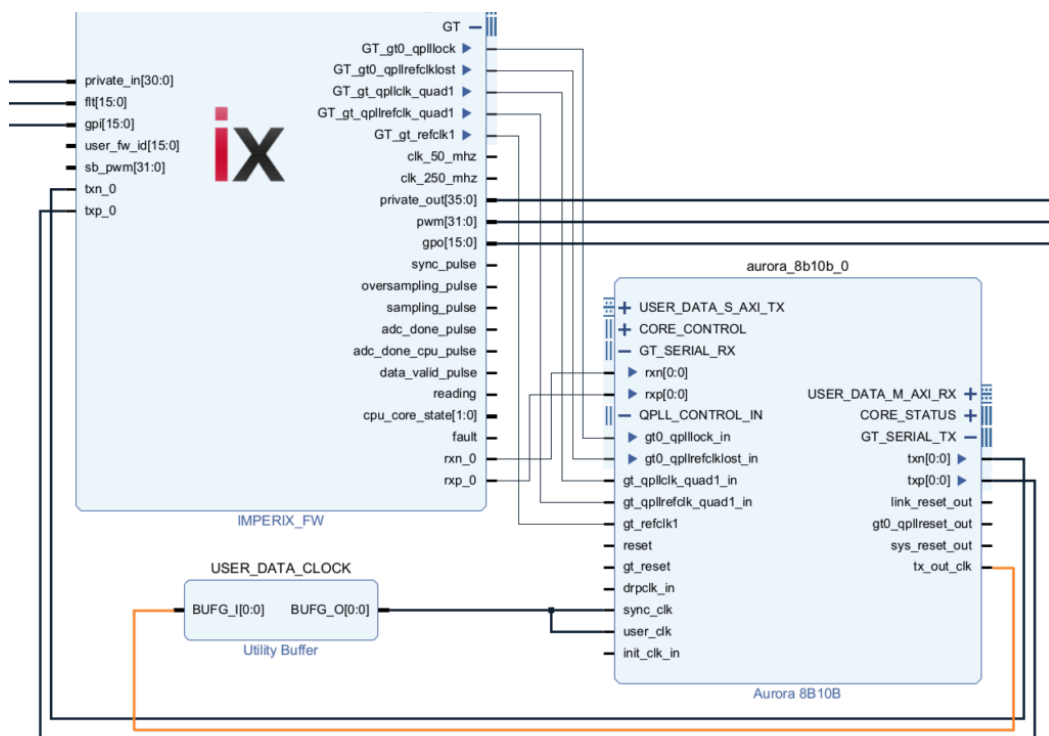 GT
GT_gt0_qplllock
GT_gt0_qpllrefclklost
GT_gt_qpllclk_quad1
GT_gt_qpllrefclk_quad1
GT_gt_refclk1
clk_50_mhz
clk_250_mhz
private_out[35:0]
pwm[31:0]
gpo[15:0]
sync_pulse
oversampling_pulse
sampling_pulse
adc_done_pulse
adc_done_cpu_pulse
data_valid_pulse
reading
cpu_core_state[1:0]
fault
rxn_0
rxp_0
private_in[30:0]
flt[15:0]
gpi[15:0]
user_fw_id[15:0]
sb_pwm[31:0]
txn_0
txp_0
ix
IMPERIX_FW
aurora_8b10b_0
USER_DATA_S_AXI_TX
CORE_CONTROL
GT_SERIAL_RX
rxn[0:0]
rxp[0:0]
QPLL_CONTROL_IN
gt0_qplllock_in
gt0_qpllrefclklost_in
gt_qpllclk_quad1_in
gt_qpllrefclk_quad1_in
gt_refclk1
reset
gt_reset
drpclk_in
sync_clk
user_clk
init_clk_in
USER_DATA_M_AXI_RX
CORE_STATUS
GT_SERIAL_TX
txn[0:0]
txp[0:0]
link_reset_out
gt0_qpllreset_out
sys_reset_out
tx_out_clk
Aurora 8B10B
USER_DATA_CLOCK
BUFG_I[0:0] BUFG_O[0:0]
Utility Buffer